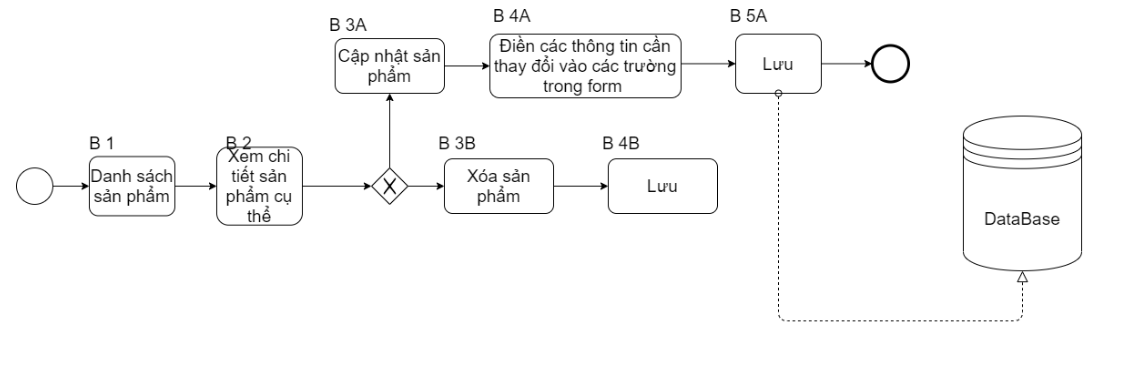 B 3A
Cập nhật sản
phẩm
B 4A
Điền các thông tin cần
thay đổi vào các trường
trong form
B 5A
Lưu
B 1
Danh sách
sản phẩm
B 2
Xem chi
tiết sản
phẩm cụ
thể
X
B 3B
Xóa sản
phẩm
B 4B
Lưu
DataBase